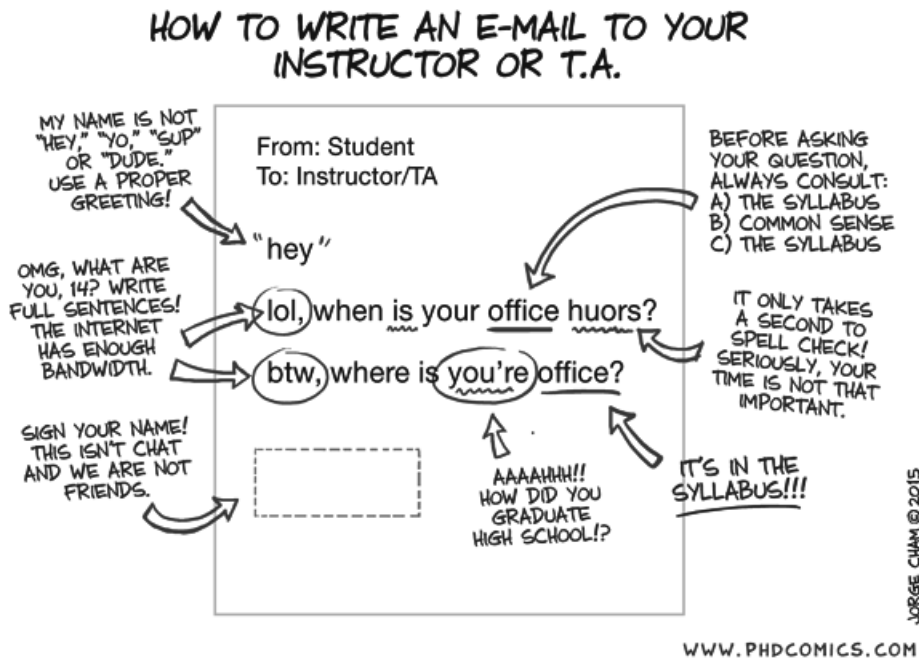 HOW TO WRITE AN E-MAIL TO YOUR
INSTRUCTOR OR T.A.
MY NAME IS NOT
"HEY," "YO," "SUP"
OR "DUDE."
USE A PROPER
GREETING!
From: Student
To: Instructor/TA
BEFORE ASKING
YOUR QUESTION,
ALWAYS CONSULT:
A) THE SYLLABUS
B) COMMON SENSE
C) THE SYLLABUS
"hey"
OMG, WHAT ARE
YOU, 14? WRITE
FULL SENTENCES!
THE INTERNET
HAS ENOUGH
BANDWIDTH.
lol, when is your office huors?
btw, where is you're office?
IT ONLY TAKES
A SECOND TO
SPELL CHECK!
SERIOUSLY, YOUR
TIME IS NOT THAT
IMPORTANT.
SIGN YOUR NAME!
THIS ISN'T CHAT
AND WE ARE NOT
FRIENDS.
AAAAHHH!!
HOW DID YOU
GRADUATE
HIGH SCHOOL!?
IT'S IN THE
SYLLABUS!!!
JORGE CHAM © 2015
WWW.PHDCOMICS.COM